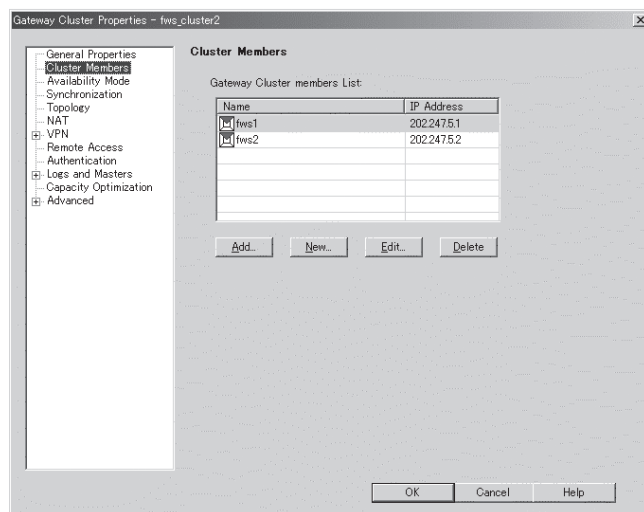 Gateway Cluster Properties - fws_cluster2
General Properties
Cluster Members
Availability Mode
Synchronization
Topology
NAT
VPN
Remote Access
Authentication
Logs and Masters
Capacity Optimization
Advanced
Cluster Members
Gateway Cluster members List:
Name IP Address
fws1 202.247.5.1
fws2 202.247.5.2
Add... New... Edit... Delete
OK Cancel Help